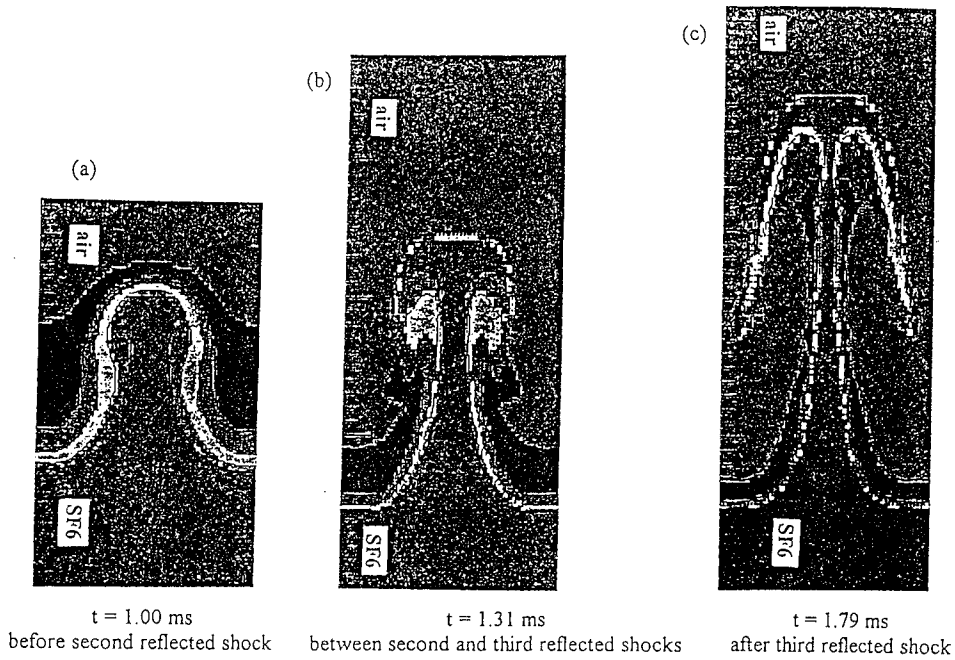 (a)
air
SF6
t = 1.00 ms
before second reflected shock
(b)
air
SF6
t = 1.31 ms
between second and third reflected shocks
(c)
air
SF6
t = 1.79 ms
after third reflected shock